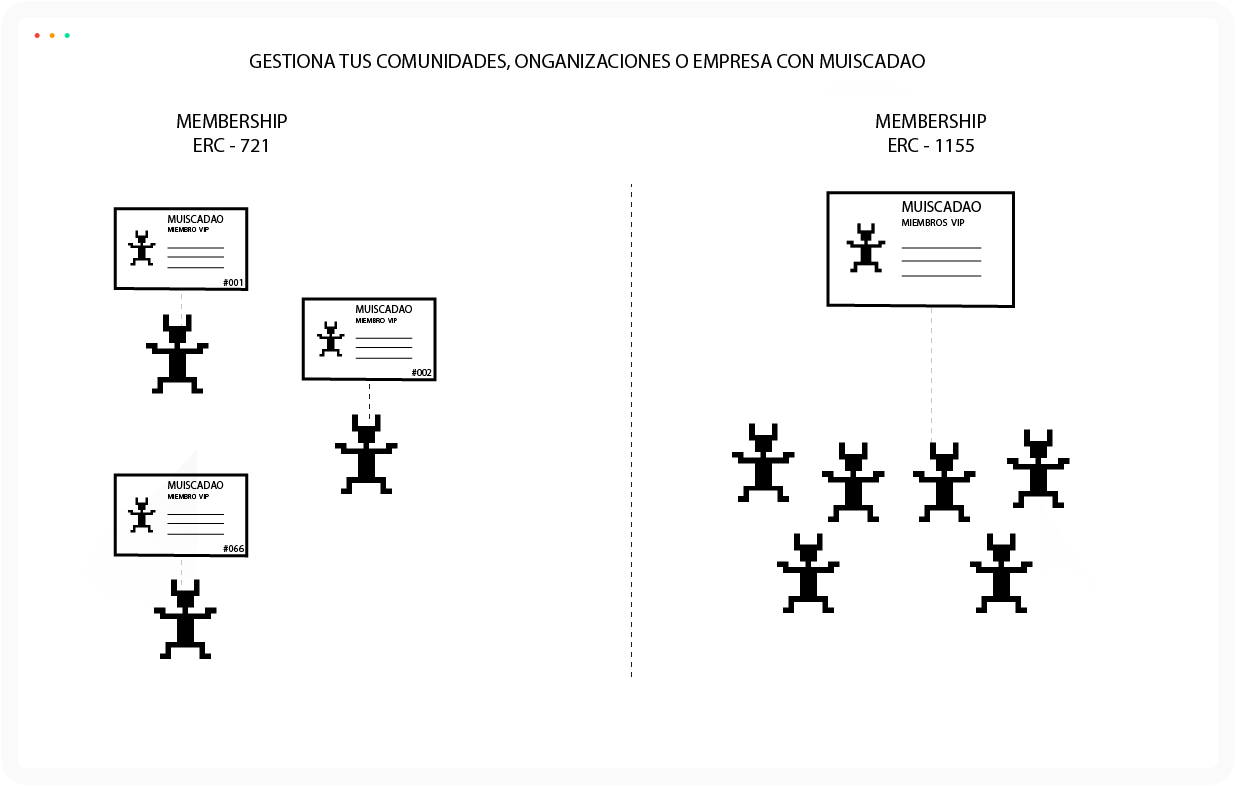 GESTIONA TUS COMUNIDADES, ONGANIZACIONES O EMPRESA CON MUISCADAO
MEMBERSHIP
ERC - 721
MUISCADAO
MIEMBRO VIP
#001
MUISCADAO
MIEMBRO VIP
#002
MUISCADAO
MIEMBRO VIP
#066
MEMBERSHIP
ERC - 1155
MUISCADAO
MIEMBROS VIP